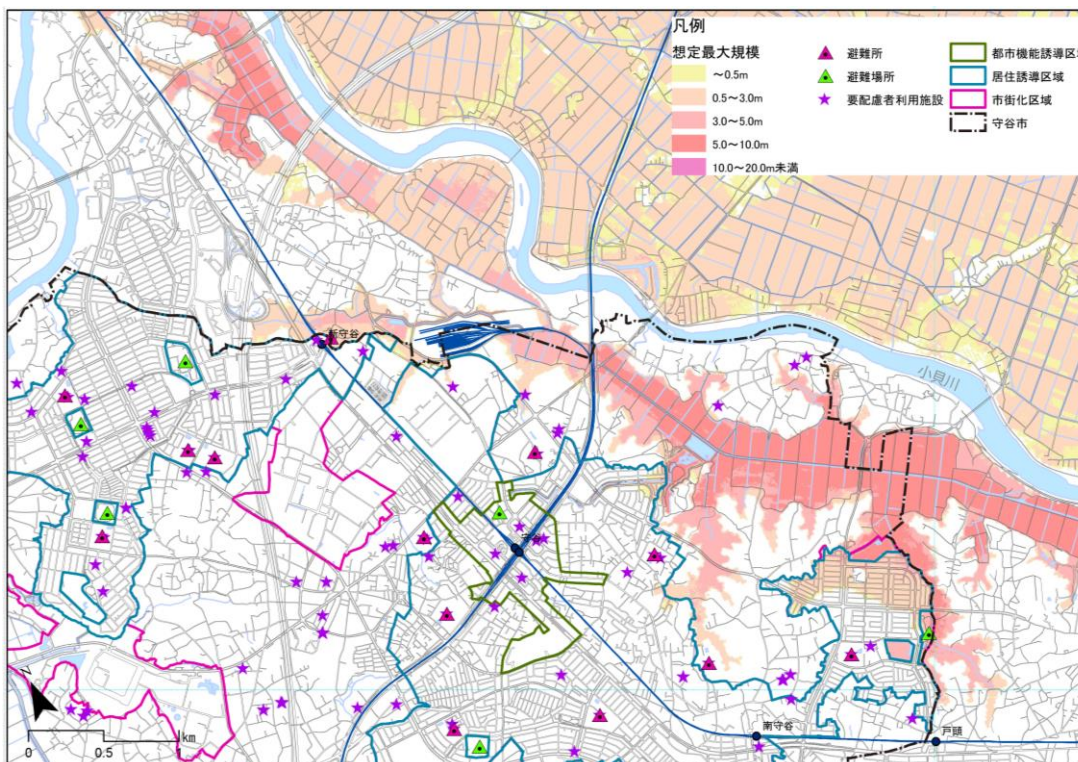 凡例
想定最大規模
～0.5m
0.5～3.0m
3.0～5.0m
5.0～10.0m
10.0～20.0m未満
避難所
避難場所
要配慮者利用施設
都市機能誘導区
居住誘導区域
市街化区域
守谷市
新守谷
小貝川
守谷
南守谷
戸頭
N
0 0.5 1 km